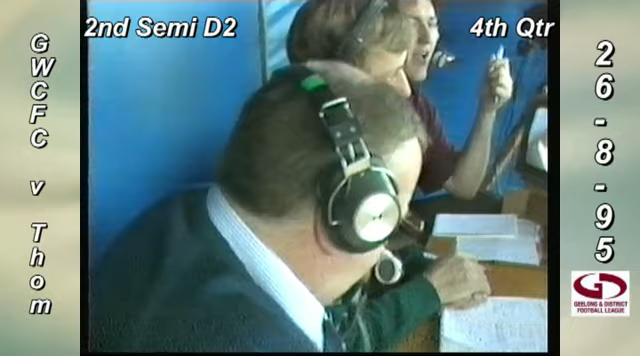 2nd Semi D2
4th Qtr
GWCFC v Thom
26-8-95
GEELONG & DISTRICT
FOOTBALL LEAGUE